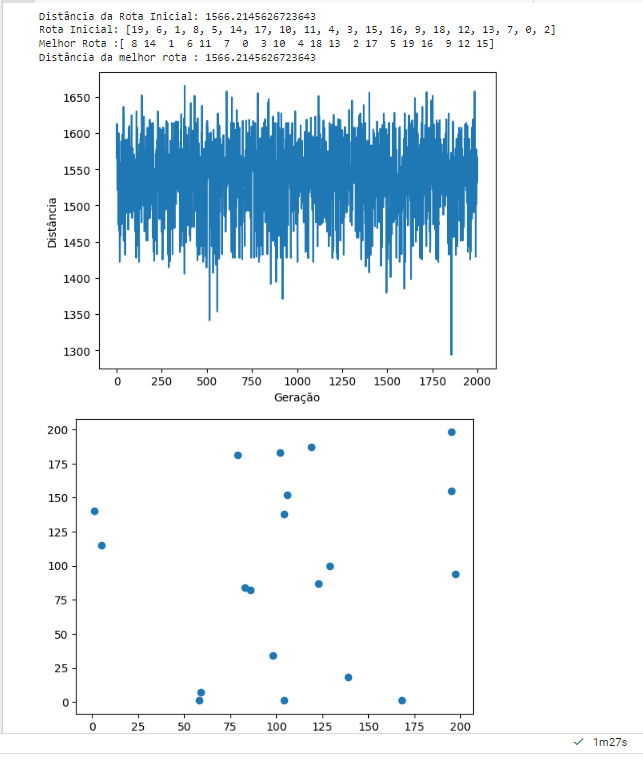 Distância da Rota Inicial: 1566.2145626723643
Rota Inicial: [19, 6, 1, 8, 5, 14, 17, 10, 11, 4, 3, 15, 16, 9, 18, 12, 13, 7, 0, 2]
Melhor Rota :[ 8 14  1  6 11  7  0  3 10  4 18 13  2 17  5 19 16  9 12 15]
Distância da melhor rota : 1566.2145626723643
1650
1600
1550
1500
1450
1400
1350
1300
Distância
0 250 500 750 1000 1250 1500 1750 2000
Geração
200
175
150
125
100
75
50
25
0
0 25 50 75 100 125 150 175 200
1m27s